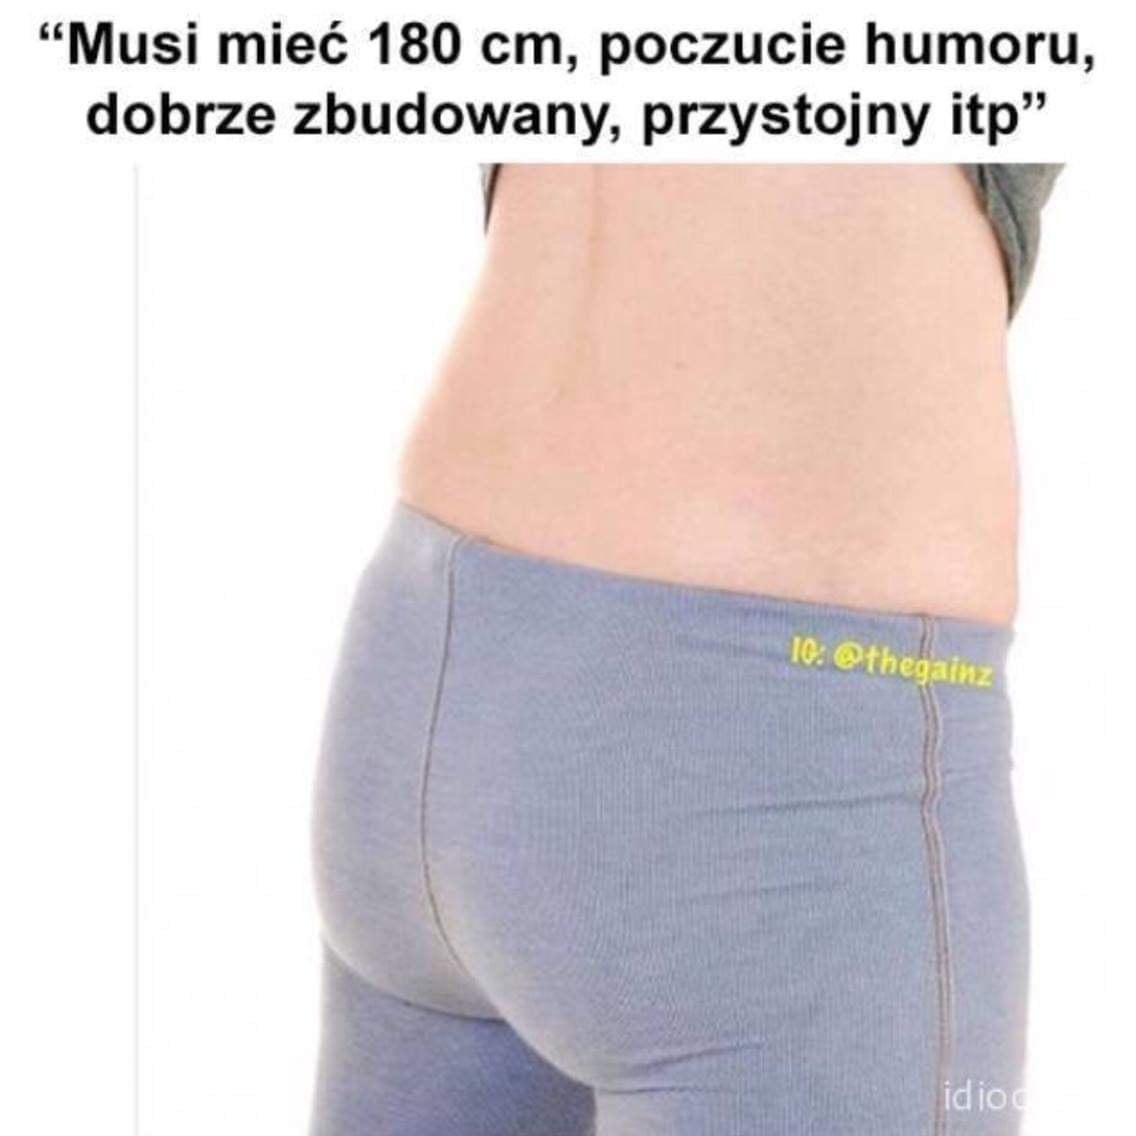 “Musi mieć 180 cm, poczucie humoru,
dobrze zbudowany, przystojny itp”
IG: @thegainz